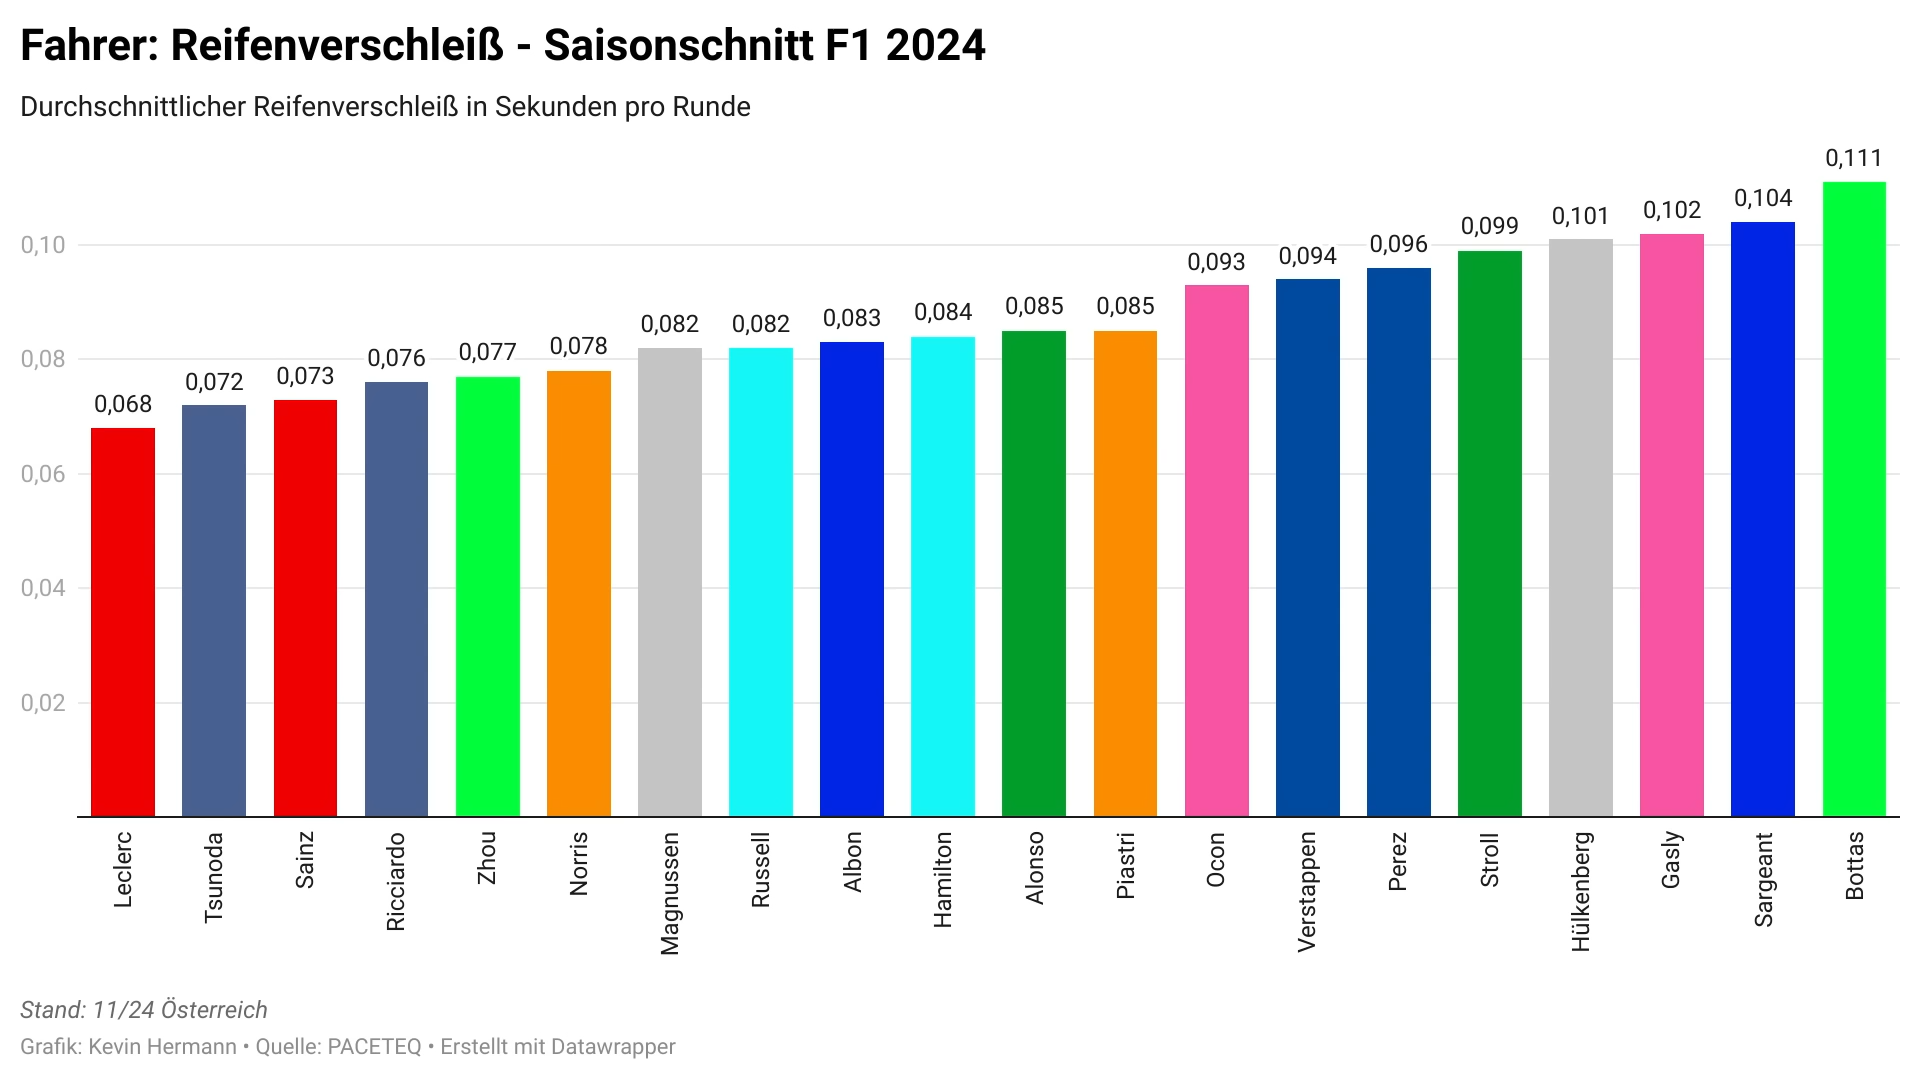 Fahrer: Reifenverschleiß - Saisonschnitt F1 2024
Durchschnittlicher Reifenverschleiß in Sekunden pro Runde
0,10
0,08
0,06
0,04
0,02
0,068
0,072
0,073
0,076
0,077
0,078
0,082
0,082
0,083
0,084
0,085
0,085
0,093
0,094
0,096
0,099
0,101
0,102
0,104
0,111
Leclerc
Tsunoda
Sainz
Ricciardo
Zhou
Norris
Magnussen
Russell
Albon
Hamilton
Alonso
Piastri
Ocon
Verstappen
Perez
Stroll
Hülkenberg
Gasly
Sargeant
Bottas
Stand: 11/24 Österreich
Grafik: Kevin Hermann • Quelle: PACETEQ • Erstellt mit Datawrapper